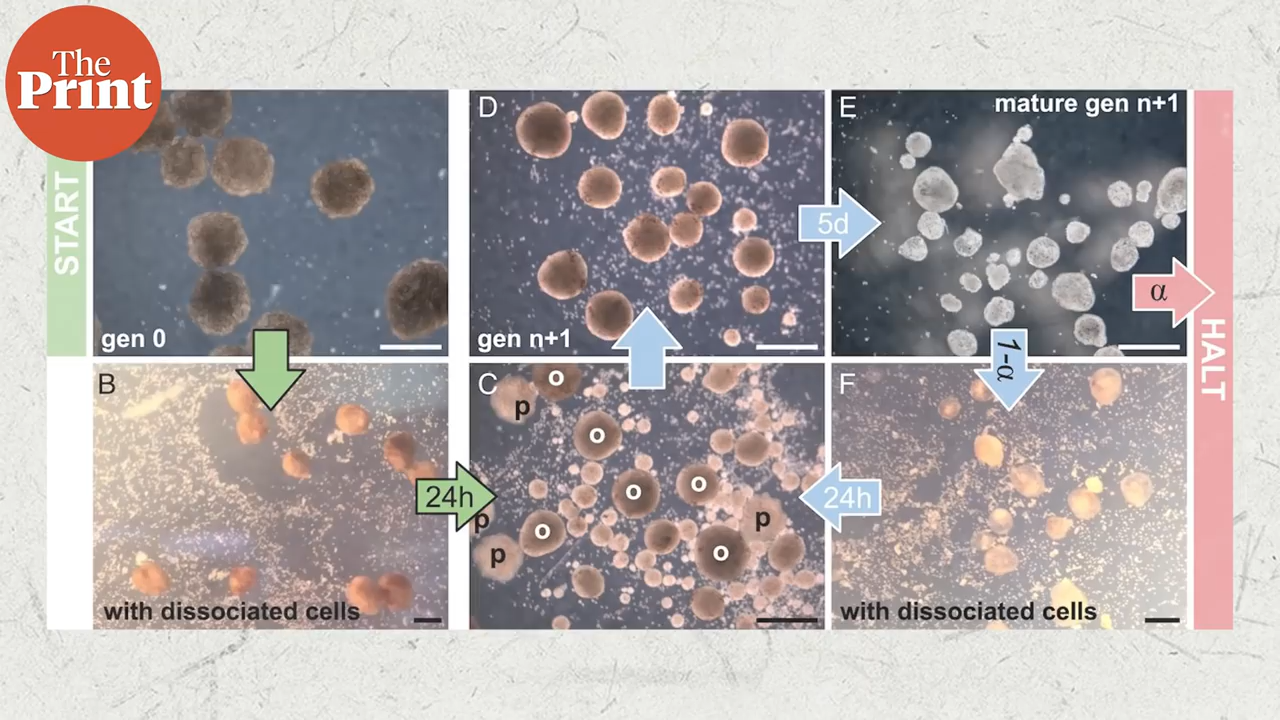 The
Print
START
gen 0
D
gen n+1
5d
E
mature gen n+1
α
HALT
B
with dissociated cells
24h
C
o
p
o
o
o
p
p
o
p
o
24h
1-α
F
with dissociated cells